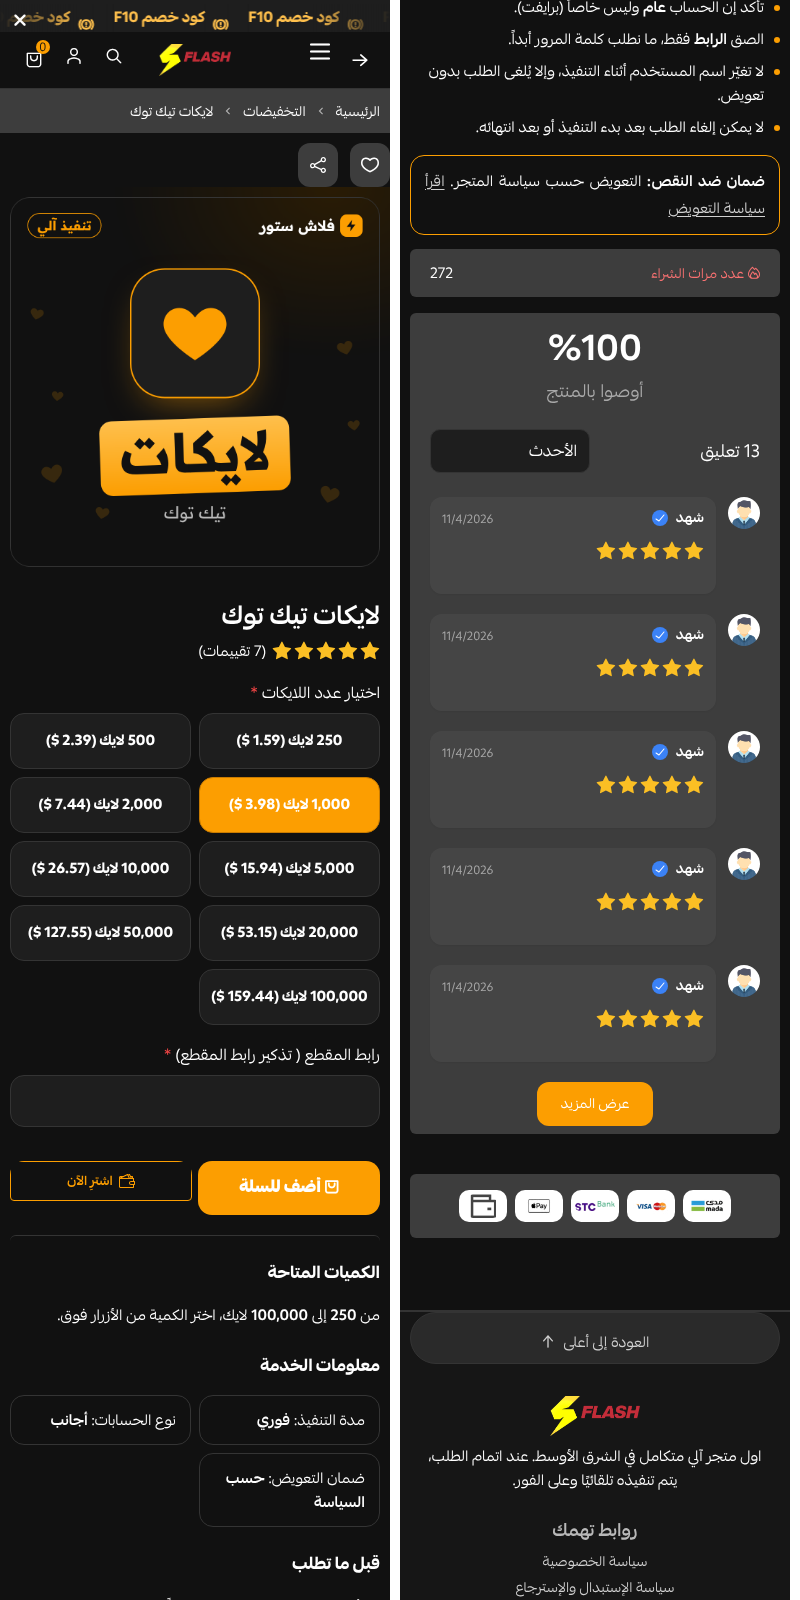 كود خصم F10 كود خصم F10 كود خصم
FLASH
0
الرئيسية › التخفيضات › لايكات تيك توك
فلاش ستور
تنفيذ آلي
لايكات
تيك توك
لايكات تيك توك
(7 تقييمات)
اختيار عدد اللايكات *
250 لايك (1.59 $)
500 لايك (2.39 $)
1,000 لايك (3.98 $)
2,000 لايك (7.44 $)
5,000 لايك (15.94 $)
10,000 لايك (26.57 $)
20,000 لايك (53.15 $)
50,000 لايك (127.55 $)
100,000 لايك (159.44 $)
رابط المقطع ( تذكير رابط المقطع) *
أضف للسلة
اشترِ الآن
الكميات المتاحة
من 250 إلى 100,000 لايك، اختر الكمية من الأزرار فوق.
معلومات الخدمة
مدة التنفيذ: فوري
نوع الحسابات: أجانب
ضمان التعويض: حسب
السياسة
قبل ما تطلب
تأكد إن الحساب عام وليس خاصاً (برايفت).
الصق الرابط فقط، ما نطلب كلمة المرور أبداً.
لا تغيّر اسم المستخدم أثناء التنفيذ، وإلا يُلغى الطلب بدون
تعويض.
لا يمكن إلغاء الطلب بعد بدء التنفيذ أو بعد انتهائه.
ضمان ضد النقص: التعويض حسب سياسة المتجر. اقرأ
سياسة التعويض
عدد مرات الشراء
272
%100
أوصوا بالمنتج
13 تعليق
الأحدث
شهد
11/4/2026
شهد
11/4/2026
شهد
11/4/2026
شهد
11/4/2026
شهد
11/4/2026
عرض المزيد
مدى mada
VISA
STC Bank
Pay
العودة إلى أعلى
FLASH
اول متجر آلي متكامل في الشرق الأوسط. عند اتمام الطلب،
يتم تنفيذه تلقائيًا وعلى الفور.
روابط تهمك
سياسة الخصوصية
سياسة الإستبدال والإسترجاع